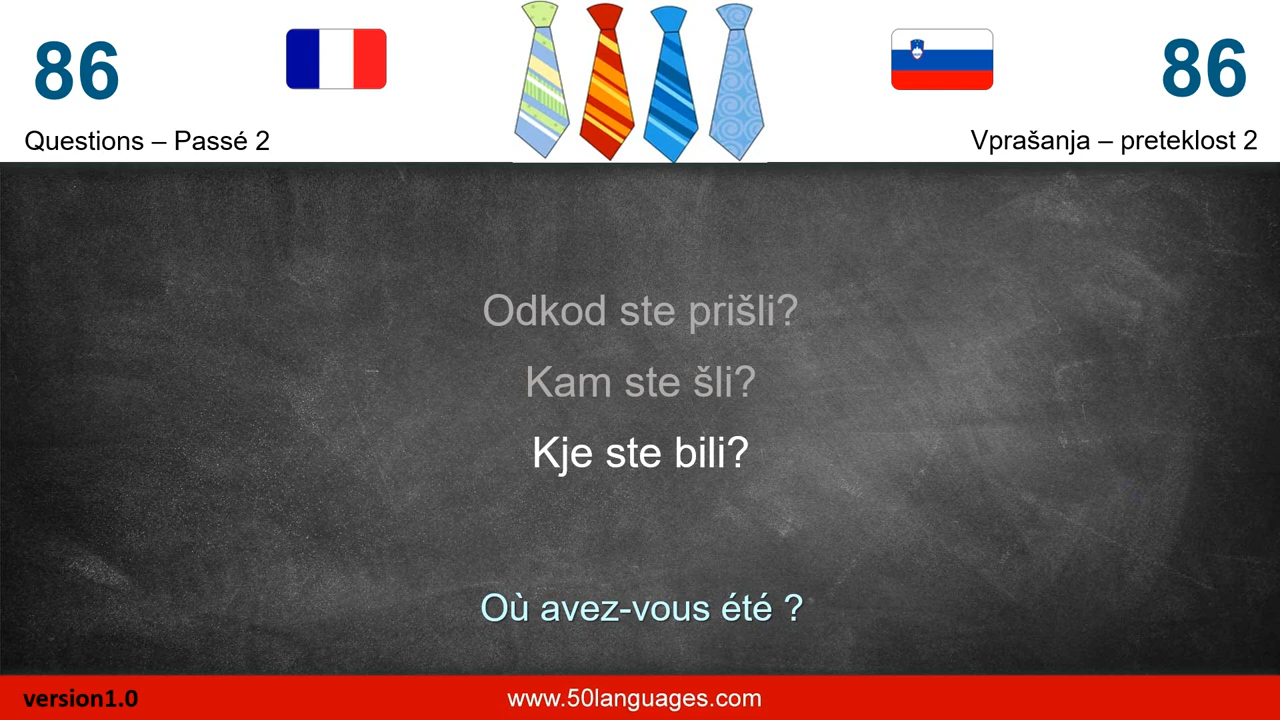 86
86
Questions – Passé 2
Vprašanja – preteklost 2
Odkod ste prišli?
Kam ste šli?
Kje ste bili?
Où avez-vous été ?
version1.0
www.50languages.com